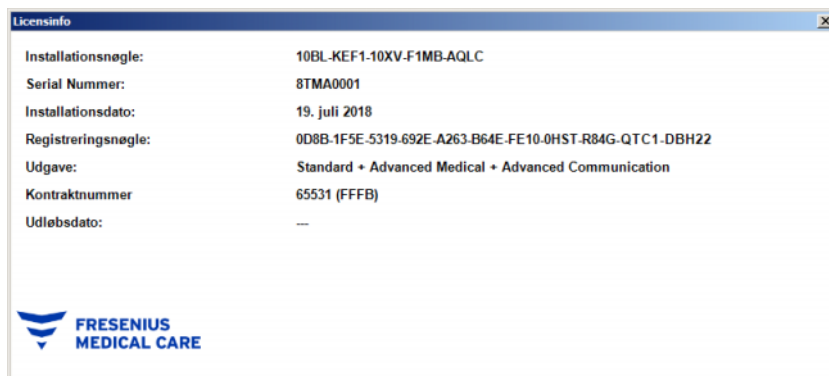 Licensinfo
Installationsnøgle: 10BL-KEF1-10XV-F1MB-AQLC
Serial Nummer: 8TMA0001
Installationsdato: 19. juli 2018
Registreringsnøgle: 0D8B-1F5E-5319-692E-A263-B64E-FE10-0HST-R84G-QTC1-DBH22
Udgave: Standard + Advanced Medical + Advanced Communication
Kontraktnummer 65531 (FFFB)
Udløbsdato: ---
FRESENIUS
MEDICAL CARE